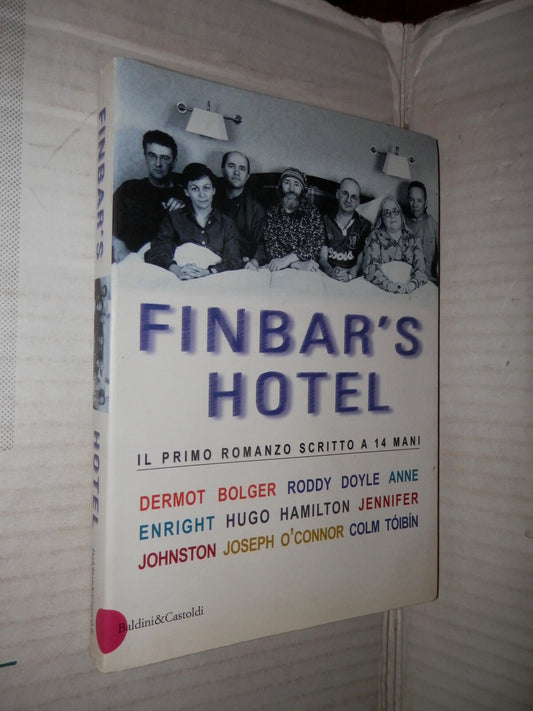 FINBAR'S
HOTEL
IL PRIMO ROMANZO SCRITTO A 14 MANI
DERMOT BOLGER RODDY DOYLE ANNE
ENRIGHT HUGO HAMILTON JENNIFER
JOHNSTON JOSEPH O'CONNOR COLM TÓIBÍN
Baldini&Castoldi
FINBAR'S HOTEL